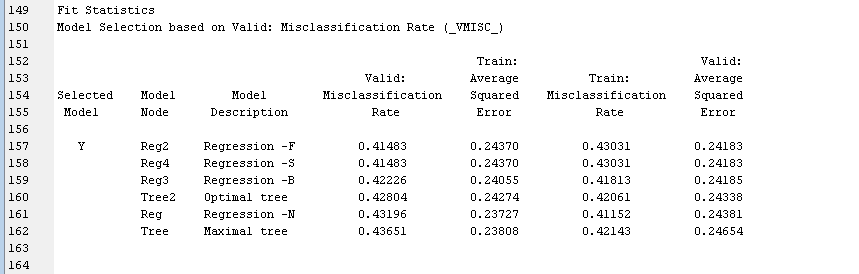 149 Fit Statistics
150 Model Selection based on Valid: Misclassification Rate (_VMISC_)
151
152 Train: Valid:
153 Valid: Average Train: Average
154 Selected Model Model Misclassification Squared Misclassification Squared
155 Model Node Description Rate Error Rate Error
156
157 Y Reg2 Regression -F 0.41483 0.24370 0.43031 0.24183
158 Reg4 Regression -S 0.41483 0.24370 0.43031 0.24183
159 Reg3 Regression -B 0.42226 0.24055 0.41813 0.24185
160 Tree2 Optimal tree 0.42804 0.24274 0.42061 0.24338
161 Reg Regression -N 0.43196 0.23727 0.41152 0.24381
162 Tree Maximal tree 0.43651 0.23808 0.42143 0.24654
163
164